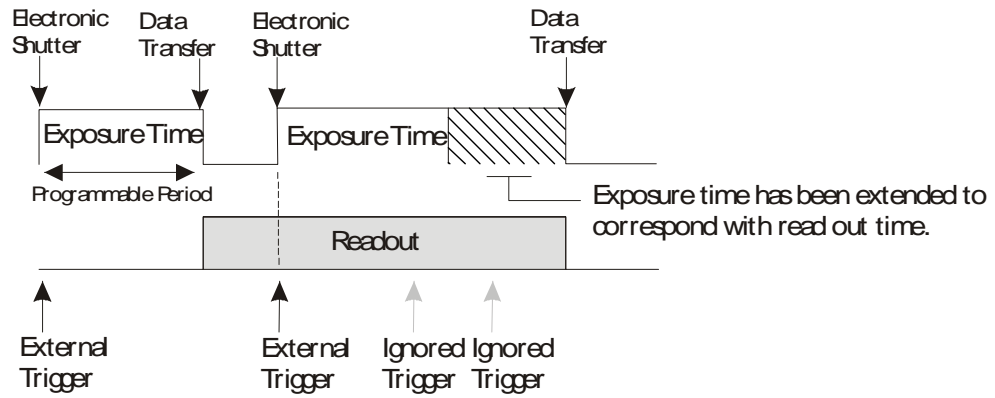 Electronic
Shutter
Data
Transfer
Electronic
Shutter
Data
Transfer
Exposure Time
Exposure Time
Programmable Period
Exposure time has been extended to
correspond with read out time.
Readout
External
Trigger
External
Trigger
Ignored
Trigger
Ignored
Trigger